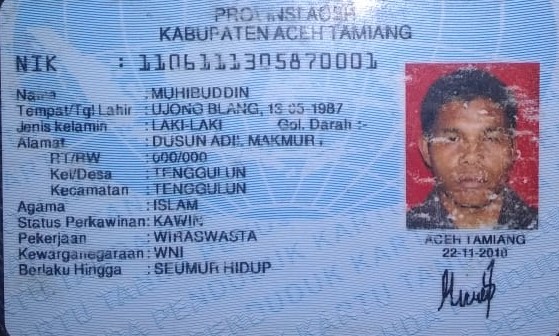 PROVINSI ACEH
KABUPATEN ACEH TAMIANG
NIK : 1106111305870001
Nama : MUHIBUDDIN
Tempat/Tgl Lahir : UJONG BLANG, 13-05-1987
Jenis kelamin : LAKI-LAKI Gol. Darah :-
Alamat : DUSUN ADIL MAKMUR
RT/RW : 000/000
Kel/Desa : TENGGULUN
Kecamatan : TENGGULUN
Agama : ISLAM
Status Perkawinan: KAWIN
Pekerjaan : WIRASWASTA
Kewarganegaraan: WNI
Berlaku Hingga : SEUMUR HIDUP
ACEH TAMIANG
22-11-2010